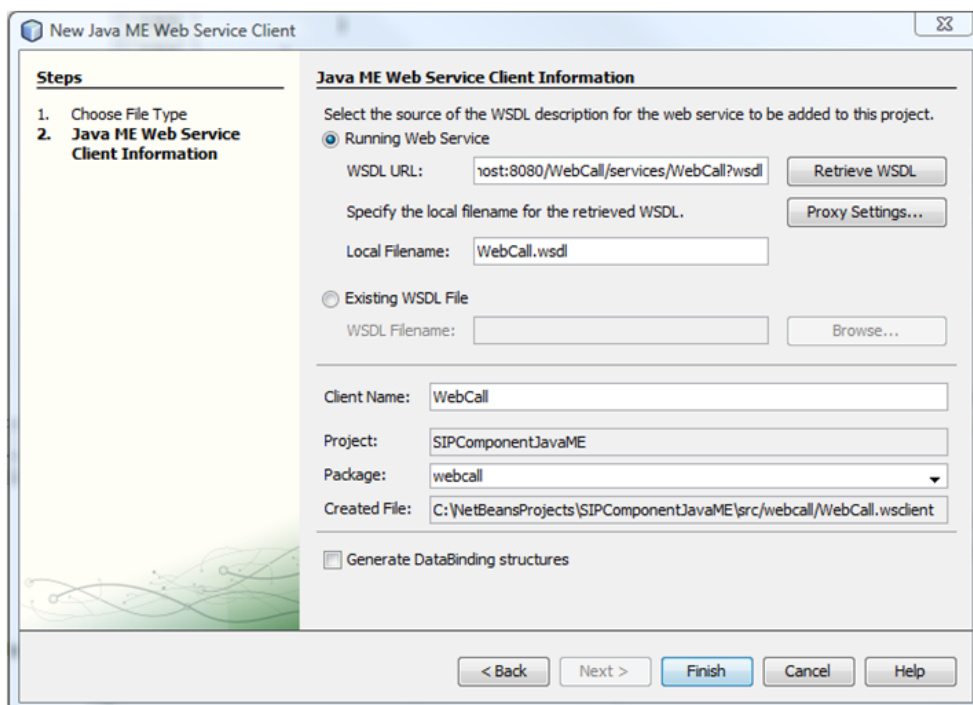 New Java ME Web Service Client
Steps
1. Choose File Type
2. Java ME Web Service
Client Information
Java ME Web Service Client Information
Select the source of the WSDL description for the web service to be added to this project.
Running Web Service
WSDL URL: ost:8080/WebCall/services/WebCall?wsdl Retrieve WSDL
Specify the local filename for the retrieved WSDL. Proxy Settings...
Local Filename: WebCall.wsdl
Existing WSDL File
WSDL Filename: Browse...
Client Name: WebCall
Project: SIPComponentJavaME
Package: webcall
Created File: C:\NetBeansProjects\SIPComponentJavaME\src/webcall/WebCall.wsclient
Generate DataBinding structures
< Back Next > Finish Cancel Help